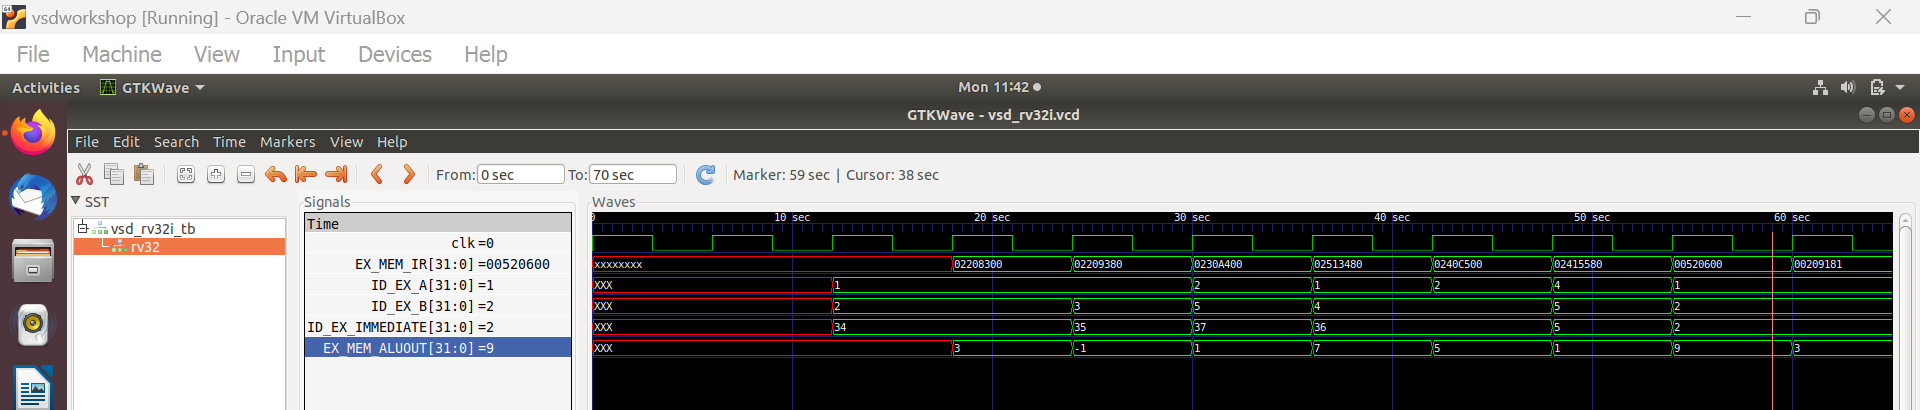 vsdworkshop [Running] - Oracle VM VirtualBox
File Machine View Input Devices Help
Activities GTKWave Mon 11:42
GTKWave - vsd_rv32i.vcd
File Edit Search Time Markers View Help
From: 0 sec To: 70 sec Marker: 59 sec | Cursor: 38 sec
SST Signals Waves
vsd_rv32i_tb
rv32
Time 0 10 sec 20 sec 30 sec 40 sec 50 sec 60 sec
clk =0
EX_MEM_IR[31:0] =00520600 xxxxxxxx 02208300 02209380 0230A400 02513480 0240C500 02415580 00520600 00209181
ID_EX_A[31:0] =1 XXX 1 2 1 2 4 1
ID_EX_B[31:0] =2 XXX 2 3 5 4 5 2
ID_EX_IMMEDIATE[31:0] =2 XXX 34 35 37 36 5 2
EX_MEM_ALUOUT[31:0] =9 XXX 3 -1 1 7 5 1 9 3